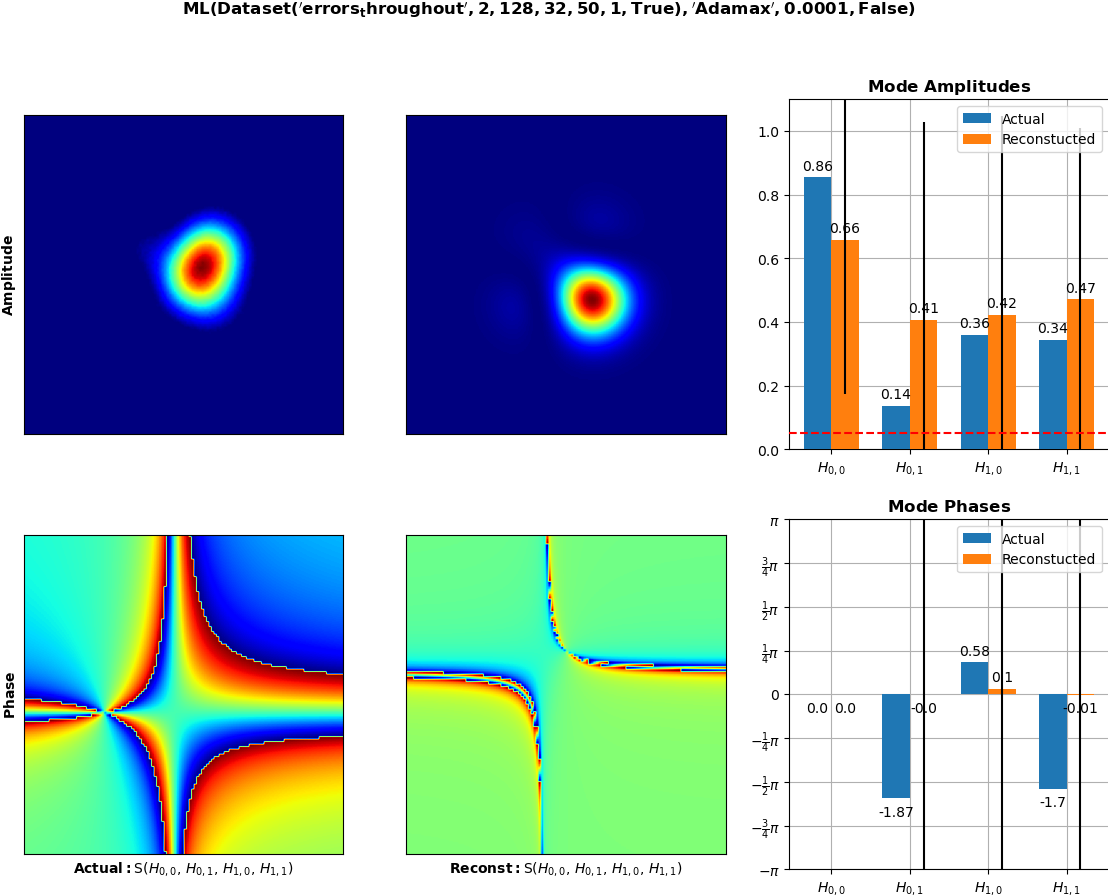 ML(Dataset('errors_throughout', 2, 128, 32, 50, 1, True), 'Adamax', 0.0001, False)
Amplitude
Mode Amplitudes
Actual
Reconstucted
1.0
0.8
0.6
0.4
0.2
0.0
0.86
0.66
0.14
0.41
0.36
0.42
0.34
0.47
H0,0
H0,1
H1,0
H1,1
Phase
Actual: S(H0,0, H0,1, H1,0, H1,1)
Reconst: S(H0,0, H0,1, H1,0, H1,1)
Mode Phases
Actual
Reconstucted
π
3/4π
1/2π
1/4π
0
−1/4π
−1/2π
−3/4π
−π
0.0
0.0
-1.87
-0.0
0.58
0.1
-1.7
-0.01
H0,0
H0,1
H1,0
H1,1